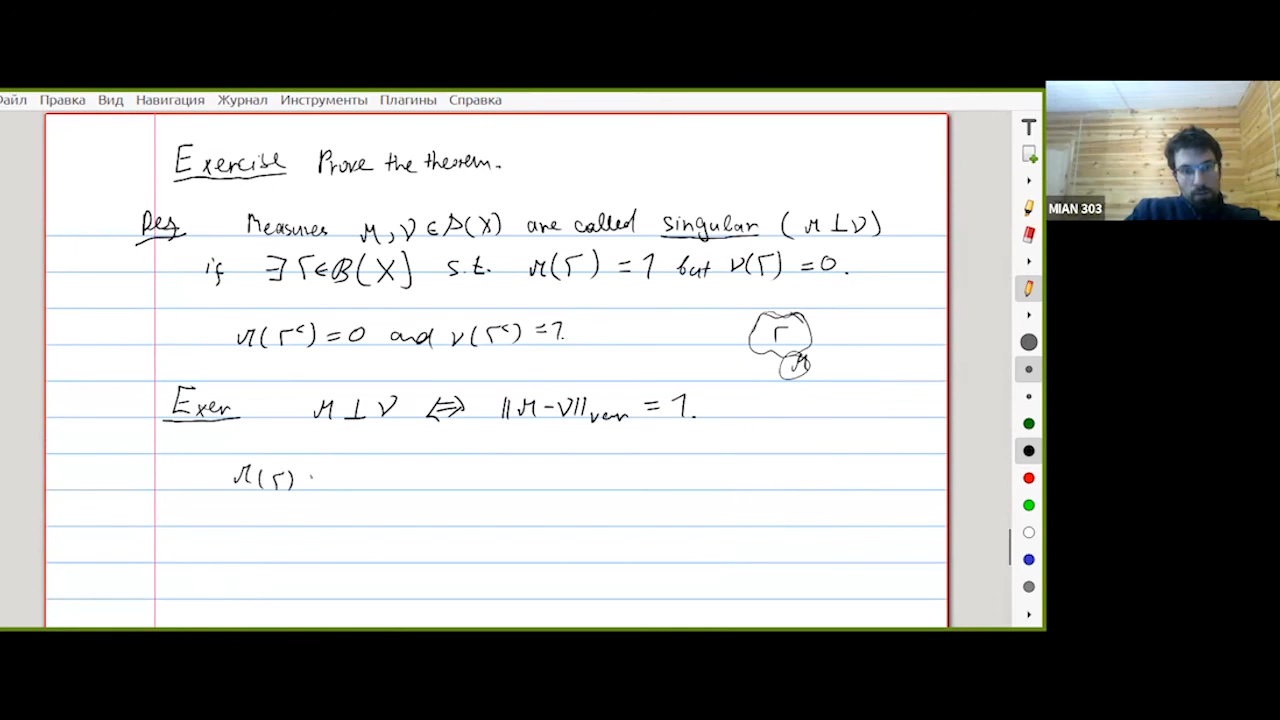 Файл Правка Вид Навигация Журнал Инструменты Плагины Справка
Exercise Prove the theorem.
Def Measures μ, ν ∈ P(X) are called singular (μ ⊥ ν)
if ∃ Γ ∈ B(X) s.t. μ(Γ) = 1 but ν(Γ) = 0.
μ(Γᶜ) = 0 and ν(Γᶜ) = 1.
Γ
μ
Exer μ ⊥ ν ⇔ ||μ - ν||var = 1.
μ(Γ)
MIAN 303
T